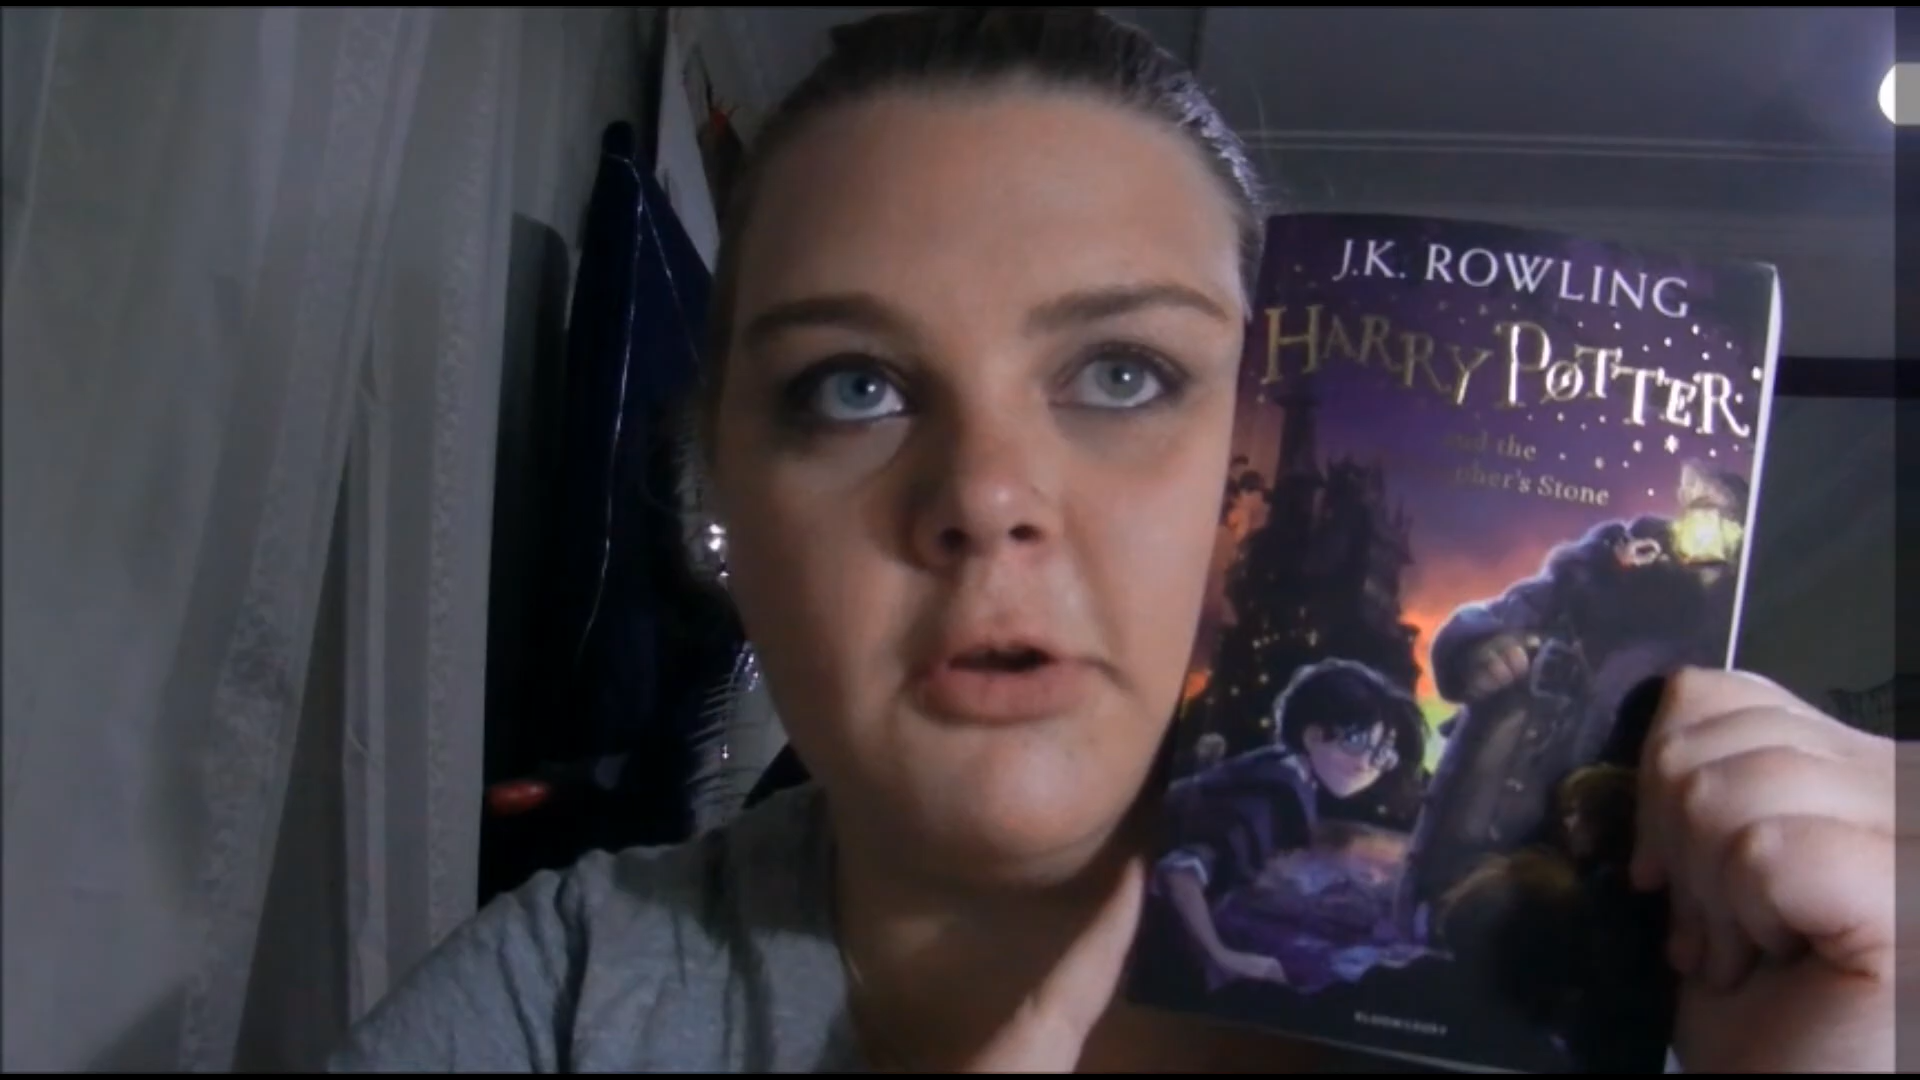 J.K. ROWLING
HARRY POTTER
and the
Stone
BLOOMSBURY